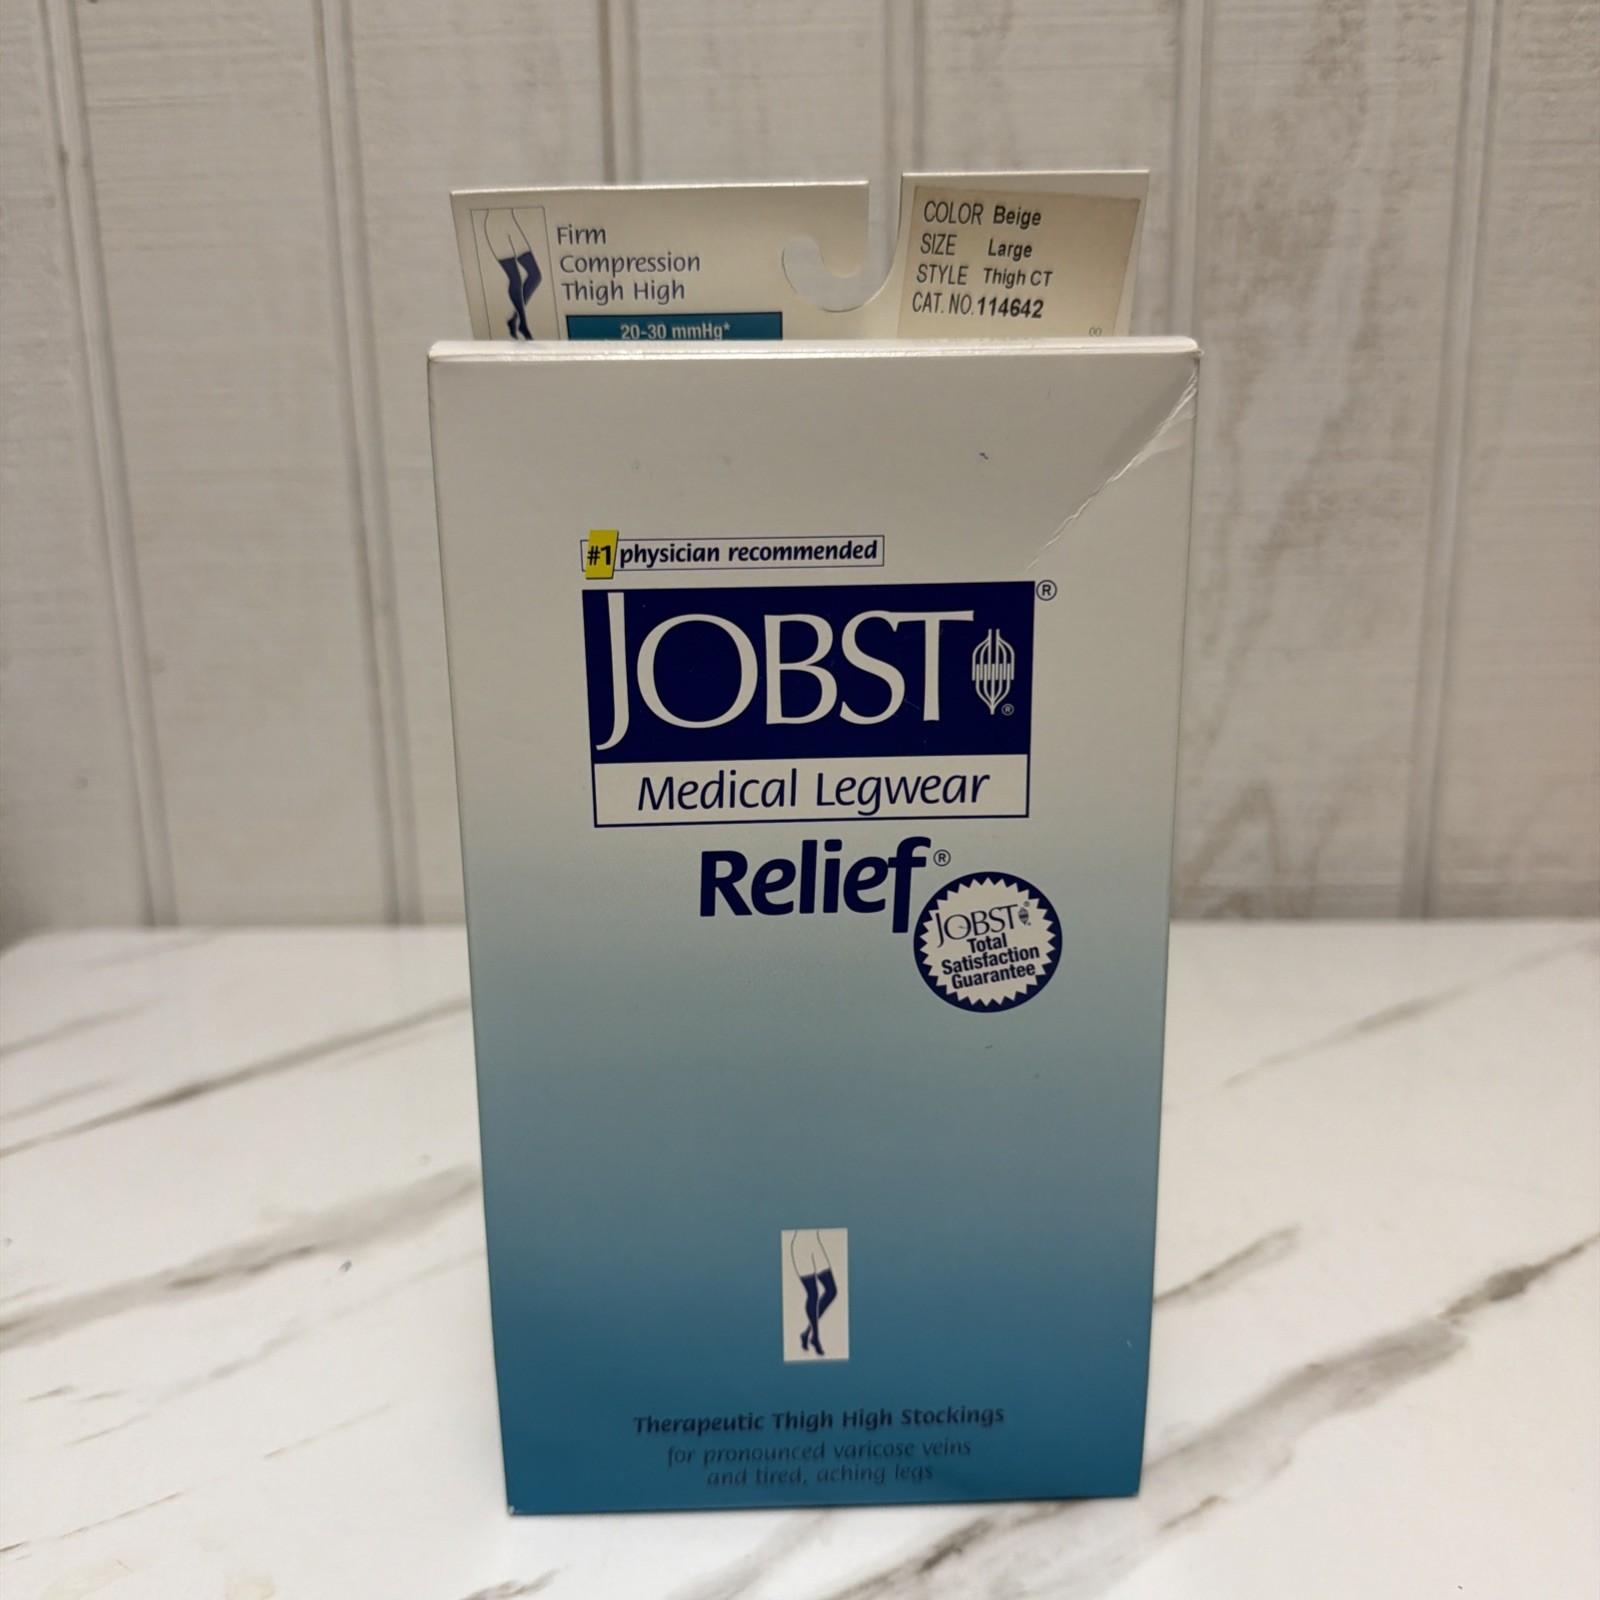 Firm
Compression
Thigh High
20-30 mmHg*
COLOR Beige
SIZE Large
STYLE Thigh CT
CAT. NO. 114642
00
#1 physician recommended
JOBST®
®
Medical Legwear
Relief®
JOBST®
Total
Satisfaction
Guarantee
Therapeutic Thigh High Stockings
for pronounced varicose veins
and tired, aching legs